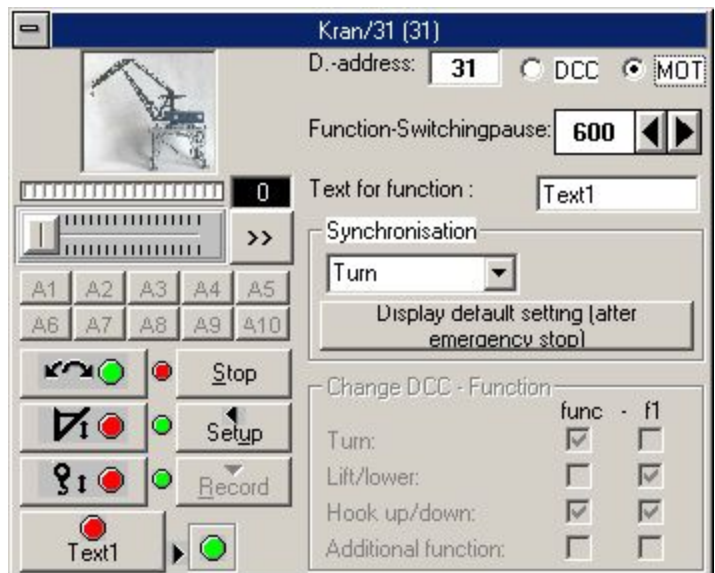 Kran/31 (31)
D.-address: 31 DCC MOT
Function-Switchingpause: 600
0
Text for function : Text1
>>
Synchronisation
Turn
Display default setting (after
emergency stop)
A1 A2 A3 A4 A5
A6 A7 A8 A9 A10
Stop
Setup
Record
Text1
Change DCC - Function
func - f1
Turn:
Lift/lower:
Hook up/down:
Additional function: